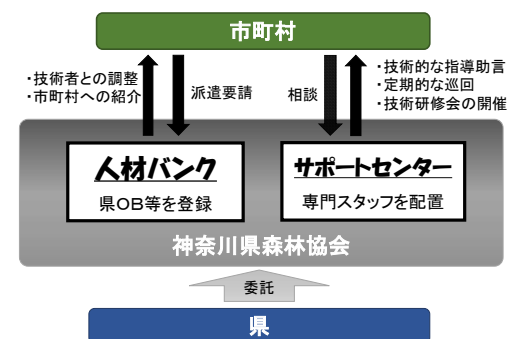 市町村
・技術者との調整
・市町村への紹介
派遣要請
相談
・技術的な指導助言
・定期的な巡回
・技術研修会の開催
人材バンク
県OB等を登録
サポートセンター
専門スタッフを配置
神奈川県森林協会
委託
県